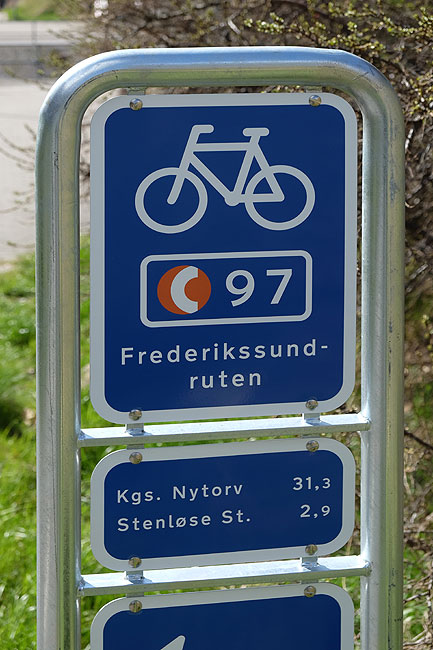 C 97
Frederikssund-
ruten
Kgs. Nytorv 31,3
Stenløse St. 2,9